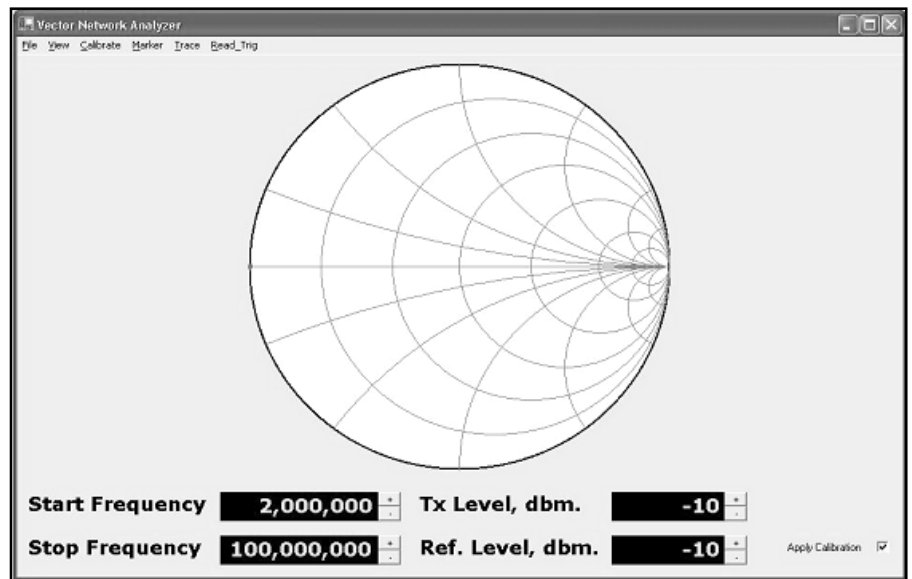 Vector Network Analyzer
File View Calibrate Marker Trace Read_Trig
Start Frequency 2,000,000 Tx Level, dbm. -10
Stop Frequency 100,000,000 Ref. Level, dbm. -10 Apply Calibration